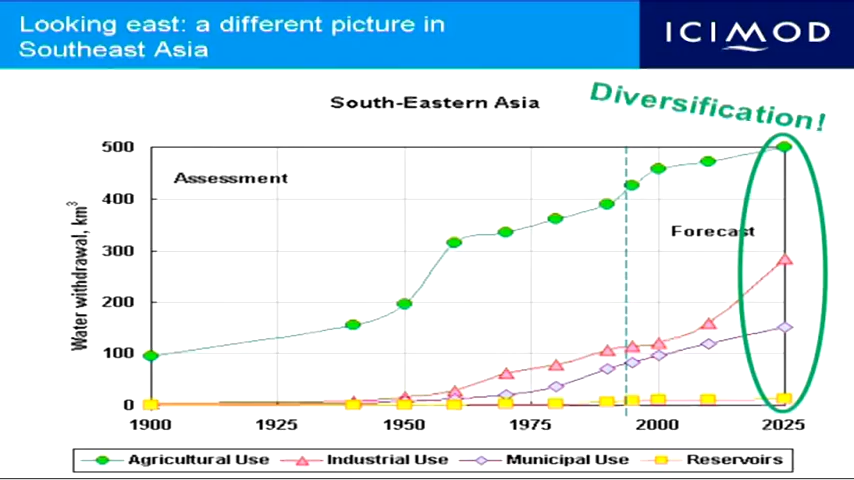 Looking east: a different picture in
Southeast Asia
ICIMOD
South-Eastern Asia
Diversification!
Assessment
Forecast
Water withdrawal, km³
500
400
300
200
100
0
1900 1925 1950 1975 2000 2025
Agricultural Use Industrial Use Municipal Use Reservoirs